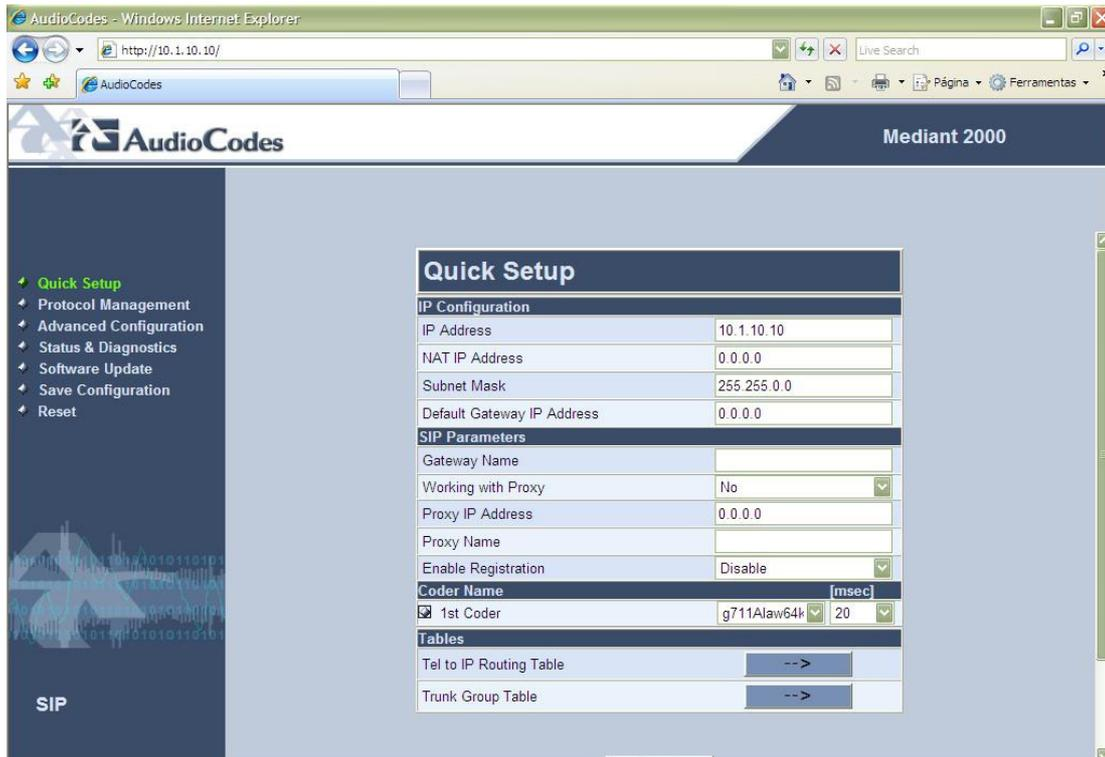 AudioCodes - Windows Internet Explorer
http://10.1.10.10/
Live Search
AudioCodes
Página
Ferramentas
AudioCodes
Mediant 2000
Quick Setup
Protocol Management
Advanced Configuration
Status & Diagnostics
Software Update
Save Configuration
Reset
SIP
Quick Setup
IP Configuration
IP Address 10.1.10.10
NAT IP Address 0.0.0.0
Subnet Mask 255.255.0.0
Default Gateway IP Address 0.0.0.0
SIP Parameters
Gateway Name
Working with Proxy No
Proxy IP Address 0.0.0.0
Proxy Name
Enable Registration Disable
Coder Name [msec]
1st Coder g711Alaw64k 20
Tables
Tel to IP Routing Table -->
Trunk Group Table -->